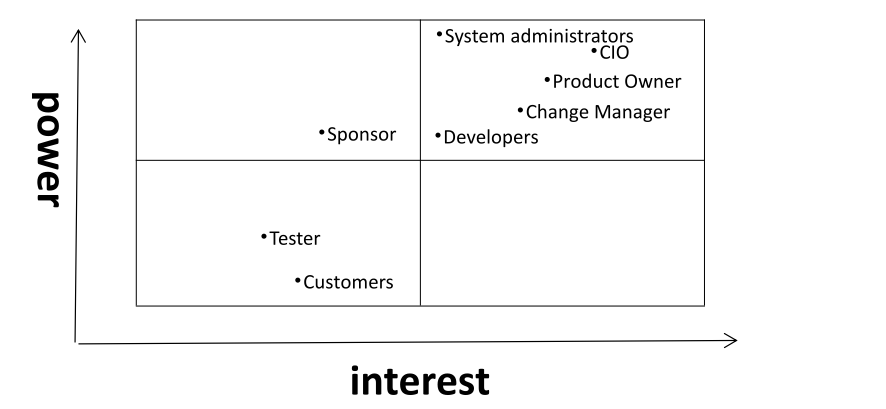 power
•System administrators
•CIO
•Product Owner
•Change Manager
•Sponsor
•Developers
•Tester
•Customers
interest